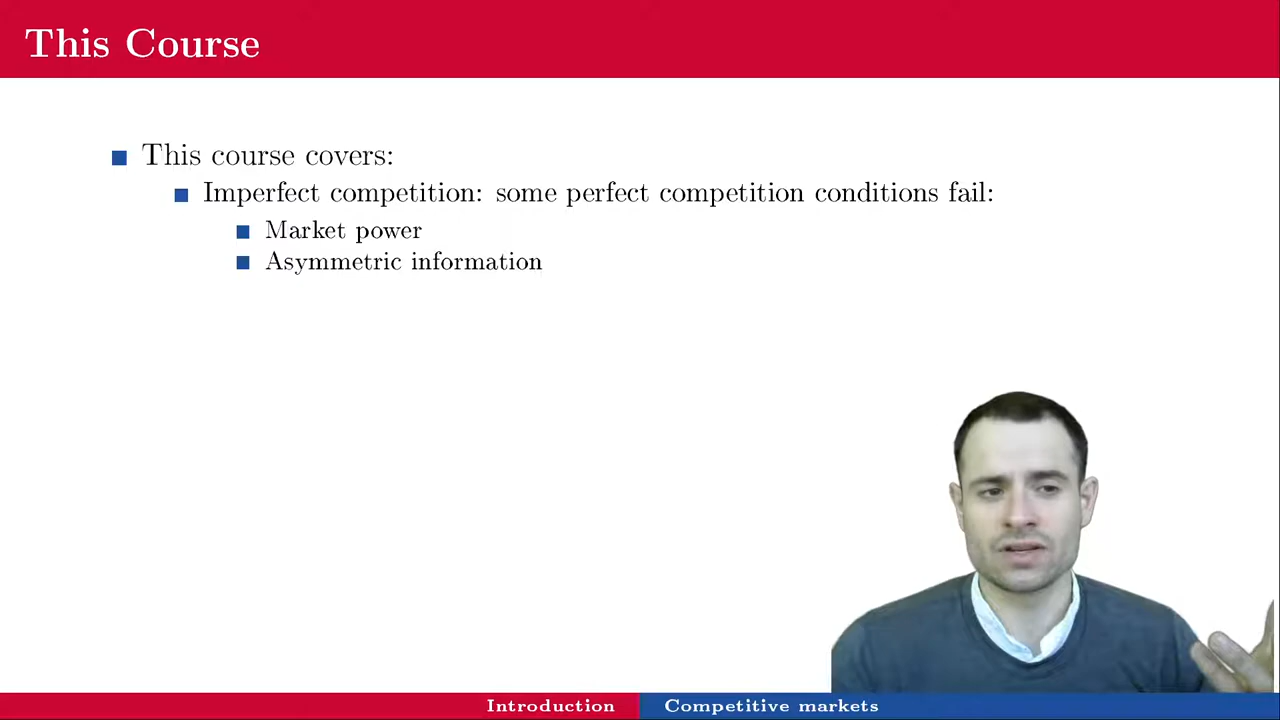 This Course
This course covers:
Imperfect competition: some perfect competition conditions fail:
Market power
Asymmetric information
Introduction
Competitive markets